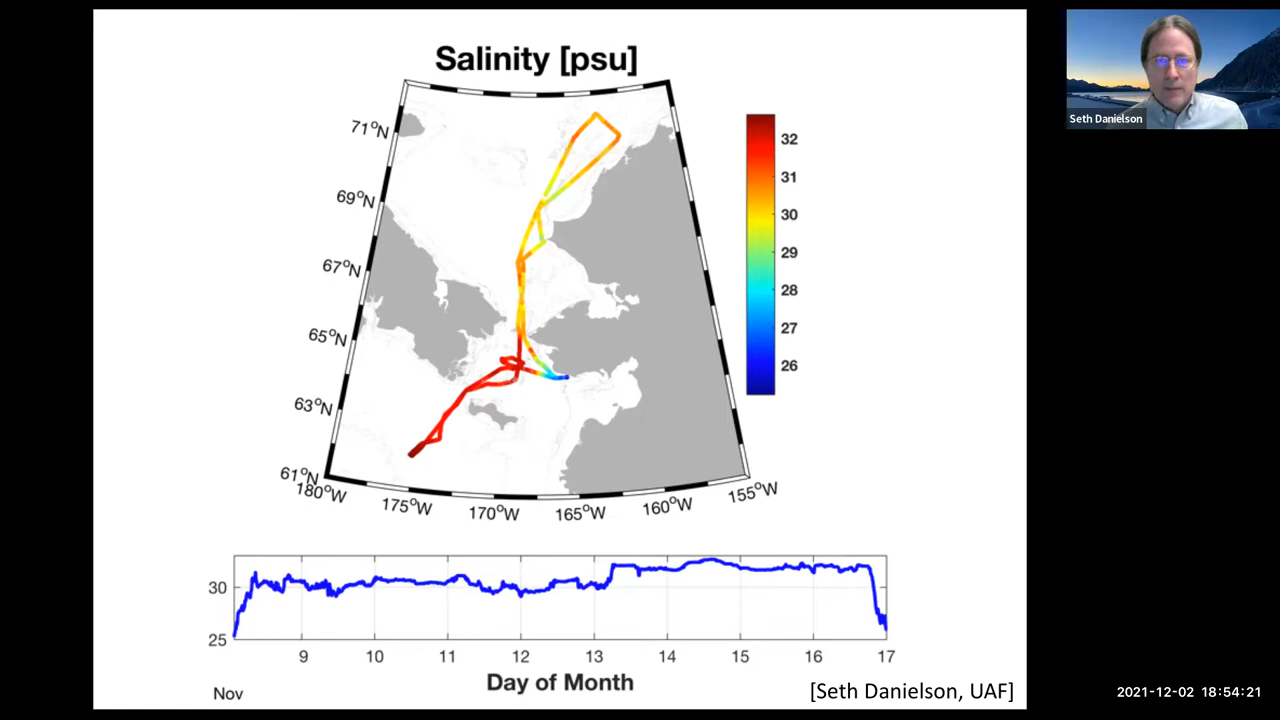 Salinity [psu]
71°N
69°N
67°N
65°N
63°N
61°N
180°W
175°W
170°W
165°W
160°W
155°W
32
31
30
29
28
27
26
Seth Danielson
30
25
9 10 11 12 13 14 15 16 17
Day of Month
Nov
[Seth Danielson, UAF]
2021-12-02 18:54:21